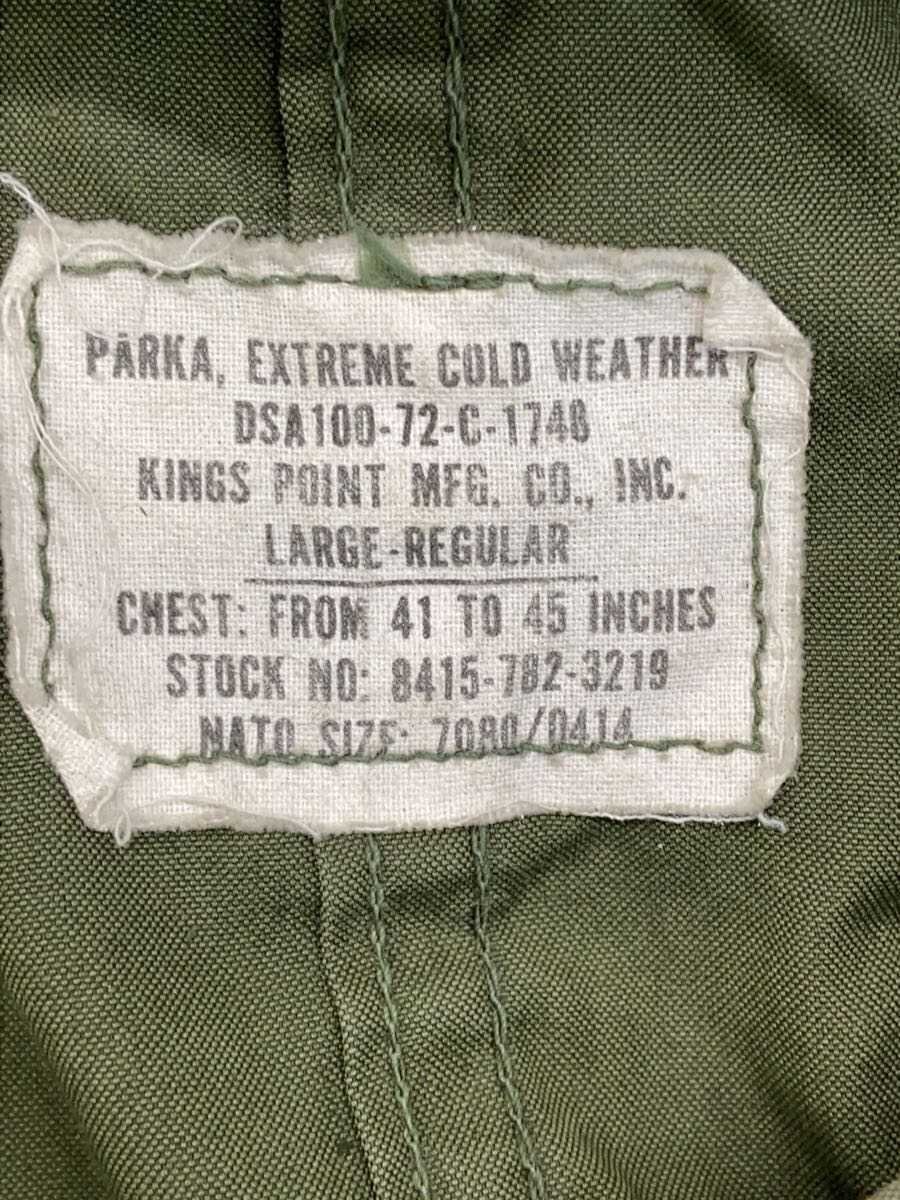 PARKA, EXTREME COLD WEATHER
DSA100-72-C-1748
KINGS POINT MFG. CO., INC.
LARGE-REGULAR
CHEST: FROM 41 TO 45 INCHES
STOCK NO: 8415-782-3219
NATO SIZE: 7080/0414